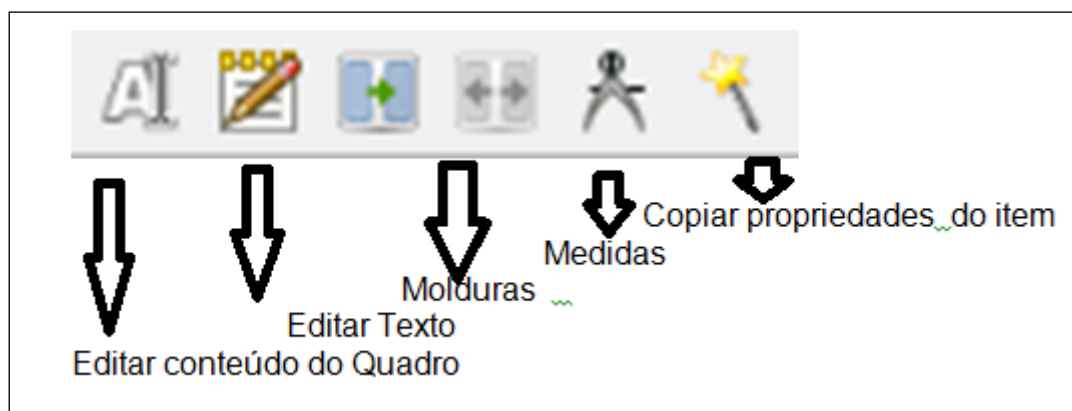 Copiar propriedades do item
Medidas
Molduras
Editar Texto
Editar conteúdo do Quadro